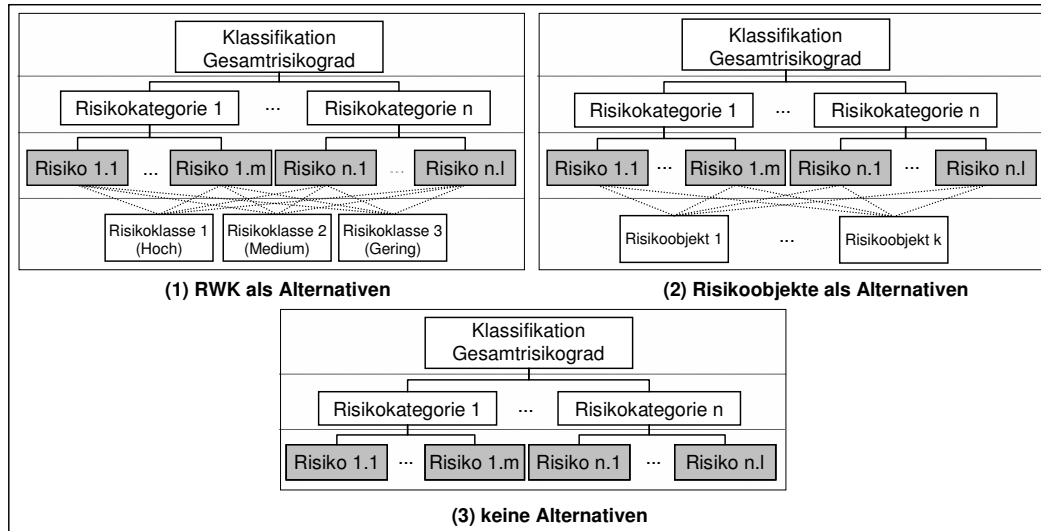 Klassifikation
Gesamtrisikograd
Risikokategorie 1 ... Risikokategorie n
Risiko 1.1 ... Risiko 1.m Risiko n.1 ... Risiko n.l
Risikoklasse 1 Risikoklasse 2 Risikoklasse 3
(Hoch) (Medium) (Gering)
(1) RWK als Alternativen
Klassifikation
Gesamtrisikograd
Risikokategorie 1 ... Risikokategorie n
Risiko 1.1 ... Risiko 1.m Risiko n.1 ... Risiko n.l
Risikoobjekt 1 ... Risikoobjekt k
(2) Risikoobjekte als Alternativen
Klassifikation
Gesamtrisikograd
Risikokategorie 1 ... Risikokategorie n
Risiko 1.1 ... Risiko 1.m Risiko n.1 ... Risiko n.l
(3) keine Alternativen